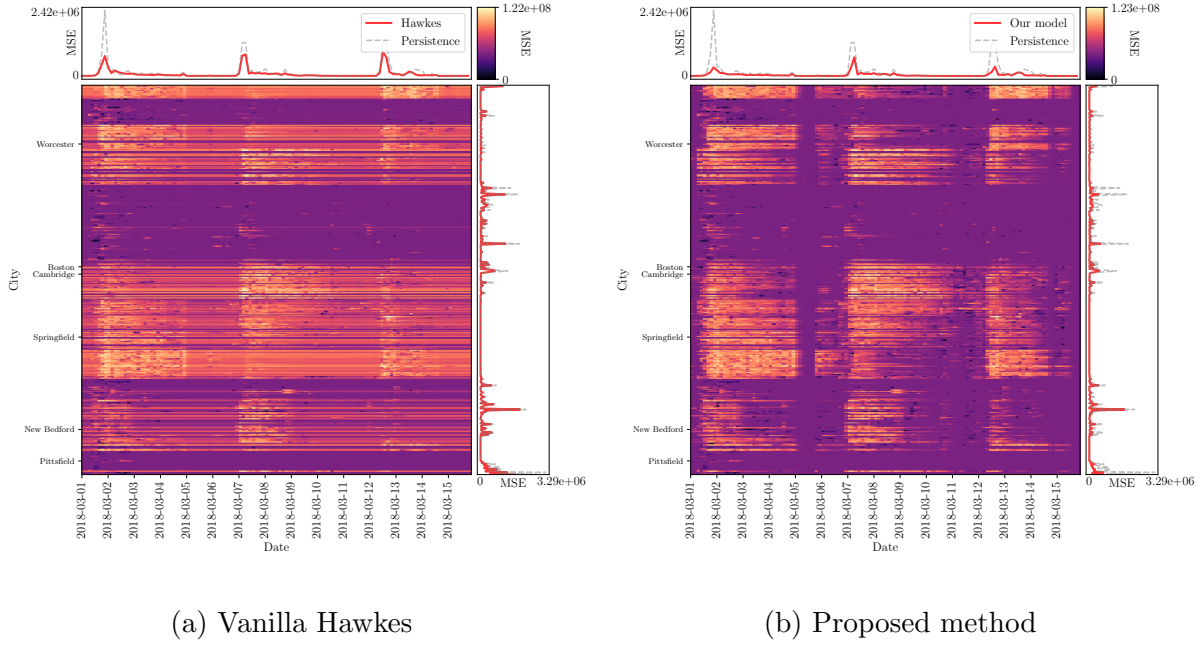 2.42e+06
MSE
0
Hawkes
Persistence
1.22e+08
MSE
0
City
Worcester
Boston
Cambridge
Springfield
New Bedford
Pittsfield
2018-03-01
2018-03-02
2018-03-03
2018-03-04
2018-03-05
2018-03-06
2018-03-07
2018-03-08
2018-03-09
2018-03-10
2018-03-11
2018-03-12
2018-03-13
2018-03-14
2018-03-15
Date
0
MSE
3.29e+06
(a) Vanilla Hawkes
2.42e+06
MSE
0
Our model
Persistence
1.23e+08
MSE
0
City
Worcester
Boston
Cambridge
Springfield
New Bedford
Pittsfield
2018-03-01
2018-03-02
2018-03-03
2018-03-04
2018-03-05
2018-03-06
2018-03-07
2018-03-08
2018-03-09
2018-03-10
2018-03-11
2018-03-12
2018-03-13
2018-03-14
2018-03-15
Date
0
MSE
3.29e+06
(b) Proposed method